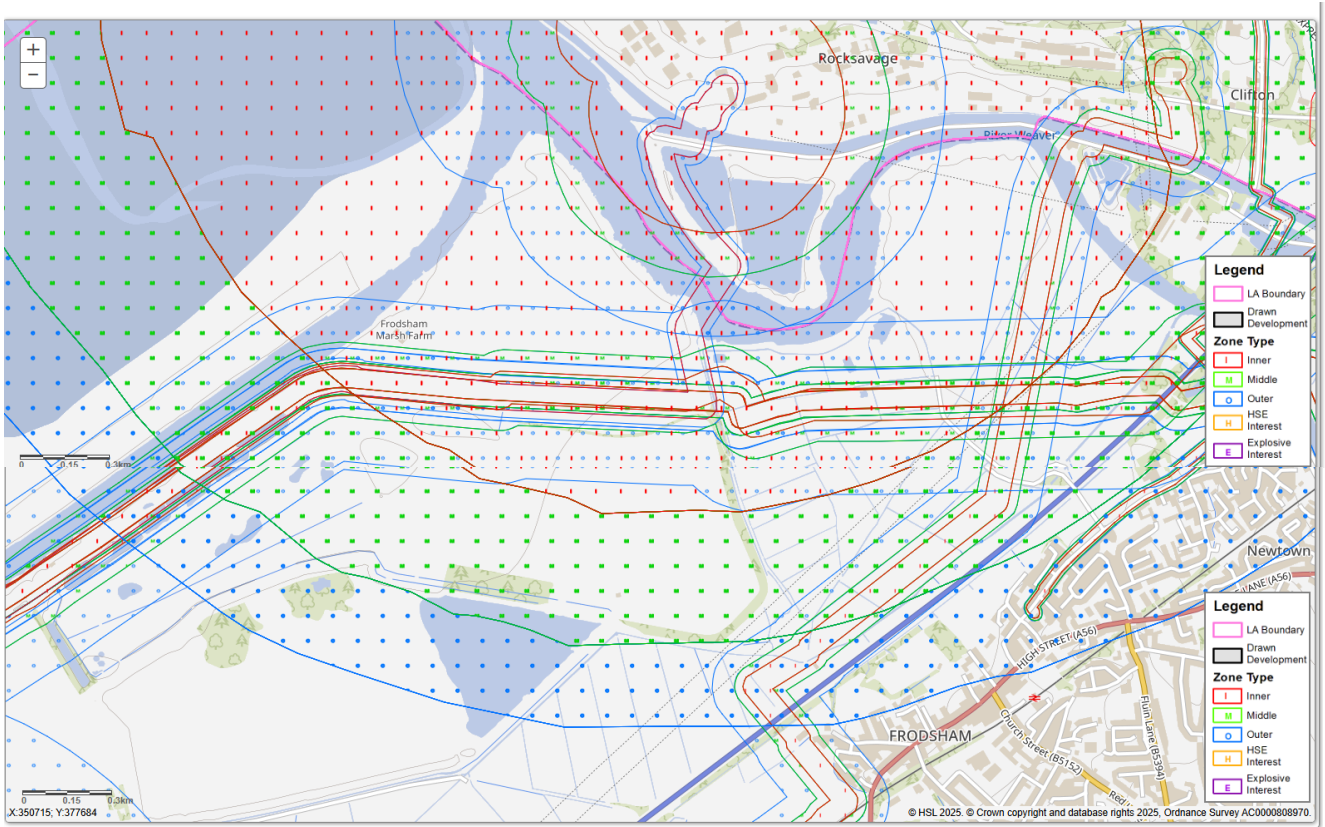 +
−
Rocksavage
Clifton
River Weaver
Frodsham
Marsh Farm
Legend
LA Boundary
Drawn
Development
Zone Type
I Inner
M Middle
O Outer
H HSE
Interest
E Explosive
Interest
0 0.15 0.3km
Newtown
LANE (A56)
HIGH STREET (A56)
Legend
LA Boundary
Drawn
Development
Zone Type
I Inner
M Middle
O Outer
H HSE
Interest
E Explosive
Interest
FRODSHAM
Church Street (B5152)
Fluin Lane (B5394)
0 0.15 0.3km
X:350715; Y:377684
© HSL 2025. © Crown copyright and database rights 2025, Ordnance Survey AC0000808970.